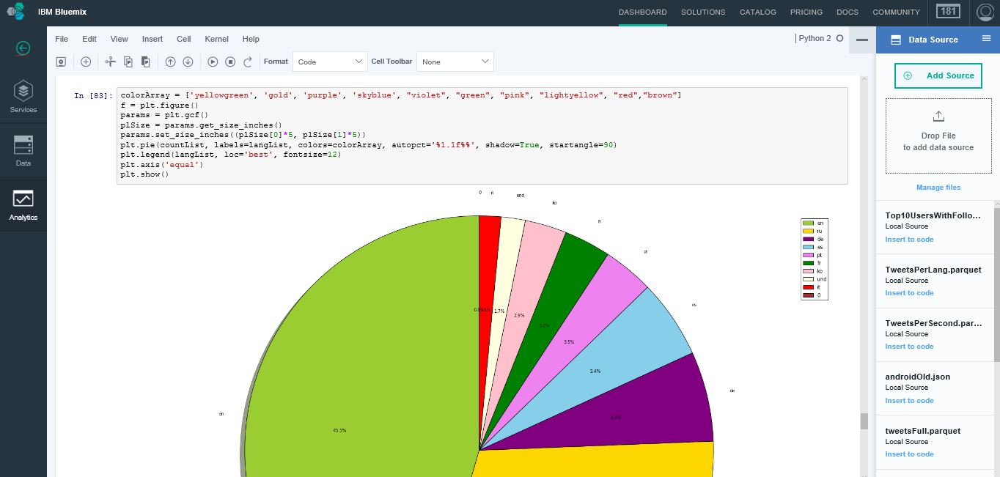 IBM Bluemix
DASHBOARD SOLUTIONS CATALOG PRICING DOCS COMMUNITY 181
File Edit View Insert Cell Kernel Help
Python 2
Format Code Cell Toolbar None
Services
Data
Analytics
In [83]:
colorArray = ['yellowgreen', 'gold', 'purple', 'skyblue', "violet", "green", "pink", "lightyellow", "red","brown"]
f = plt.figure()
params = plt.gcf()
plSize = params.get_size_inches()
params.set_size_inches((plSize[0]*5, plSize[1]*5))
plt.pie(countList, labels=langList, colors=colorArray, autopct='%1.1f%%', shadow=True, startangle=90)
plt.legend(langList, loc='best', fontsize=12)
plt.axis('equal')
plt.show()
0
it
und
ko
fr
pt
es
de
en
1.7%
2.9%
3.2%
3.5%
5.4%
45.5%
en
ru
de
es
pt
fr
ko
und
it
0
Data Source
Add Source
Drop File
to add data source
Manage files
Top10UsersWithFollo...
Local Source
Insert to code
TweetsPerLang.parquet
Local Source
Insert to code
TweetsPerSecond.par...
Local Source
Insert to code
androidOld.json
Local Source
Insert to code
tweetsFull.parquet
Local Source
Insert to code